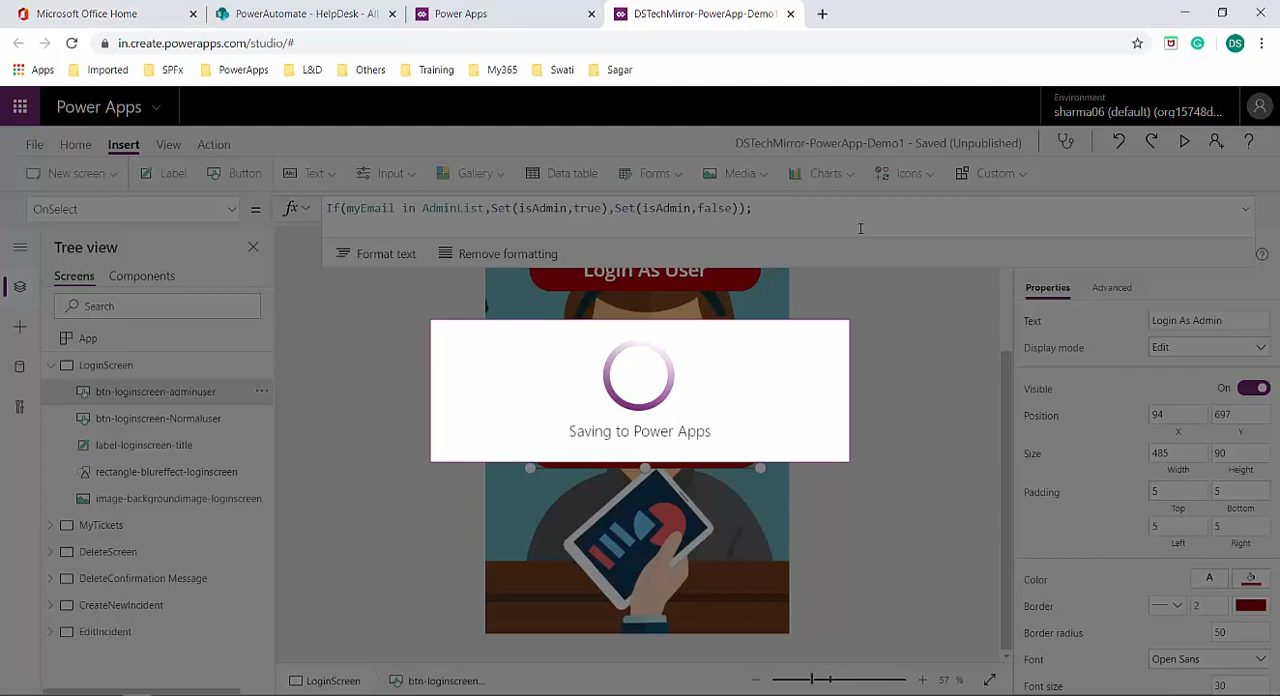 Microsoft Office Home
PowerAutomate - HelpDesk - All
Power Apps
DSTechMirror-PowerApp-Demo1
in.create.powerapps.com/studio/#
DS
Apps
Imported
SPFx
PowerApps
L&D
Others
Training
My365
Swati
Sagar
Power Apps
Environment
sharma06 (default) (org15748d...
File
Home
Insert
View
Action
DSTechMirror-PowerApp-Demo1 - Saved (Unpublished)
New screen
Label
Button
Text
Input
Gallery
Data table
Forms
Media
Charts
Icons
Custom
OnSelect
=
fx
If(myEmail in AdminList,Set(isAdmin,true),Set(isAdmin,false));
Format text
Remove formatting
Tree view
Screens
Components
Search
App
LoginScreen
btn-loginscreen-adminuser
btn-loginscreen-Normaluser
label-loginscreen-title
rectangle-blureffect-loginscreen
image-backgroundimage-loginscreen
MyTickets
DeleteScreen
DeleteConfirmation Message
CreateNewIncident
EditIncident
Login As User
Saving to Power Apps
Properties
Advanced
Text
Login As Admin
Display mode
Edit
Visible
On
Position
94
697
X
Y
Size
485
90
Width
Height
Padding
5
5
Top
Bottom
5
5
Left
Right
Color
A
Border
2
Border radius
50
Font
Open Sans
Font size
30
LoginScreen
btn-loginscreen...
57 %